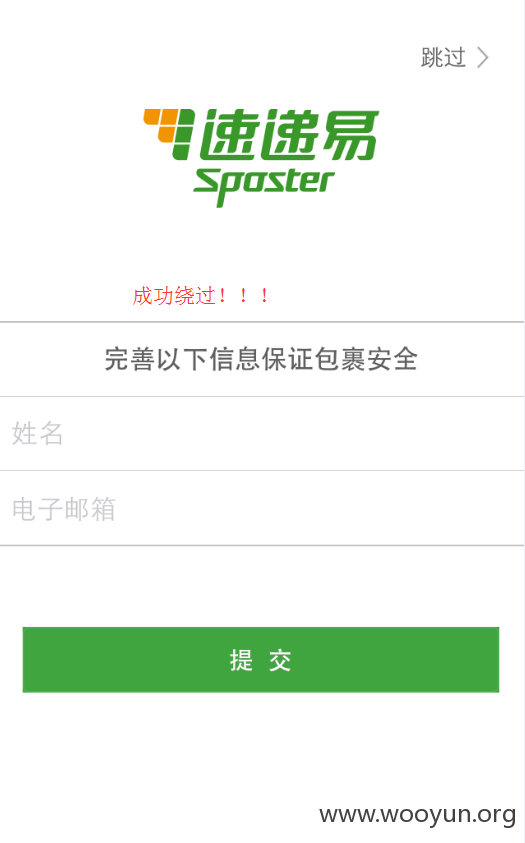 跳过
速递易
Sposter
成功绕过！！！
完善以下信息保证包裹安全
姓名
电子邮箱
提 交
www.wooyun.org